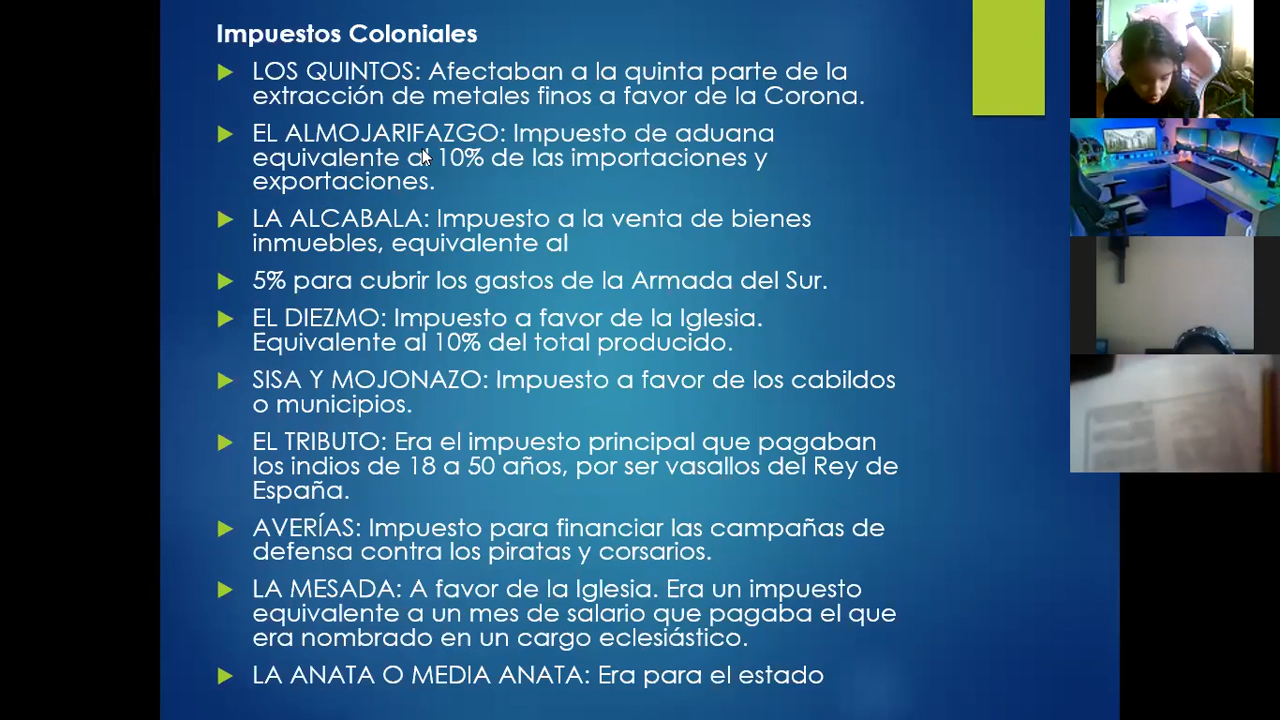 Impuestos Coloniales
LOS QUINTOS: Afectaban a la quinta parte de la
extracción de metales finos a favor de la Corona.
EL ALMOJARIFAZGO: Impuesto de aduana
equivalente al 10% de las importaciones y
exportaciones.
LA ALCABALA: Impuesto a la venta de bienes
inmuebles, equivalente al
5% para cubrir los gastos de la Armada del Sur.
EL DIEZMO: Impuesto a favor de la Iglesia.
Equivalente al 10% del total producido.
SISA Y MOJONAZO: Impuesto a favor de los cabildos
o municipios.
EL TRIBUTO: Era el impuesto principal que pagaban
los indios de 18 a 50 años, por ser vasallos del Rey de
España.
AVERÍAS: Impuesto para financiar las campañas de
defensa contra los piratas y corsarios.
LA MESADA: A favor de la Iglesia. Era un impuesto
equivalente a un mes de salario que pagaba el que
era nombrado en un cargo eclesiástico.
LA ANATA O MEDIA ANATA: Era para el estado